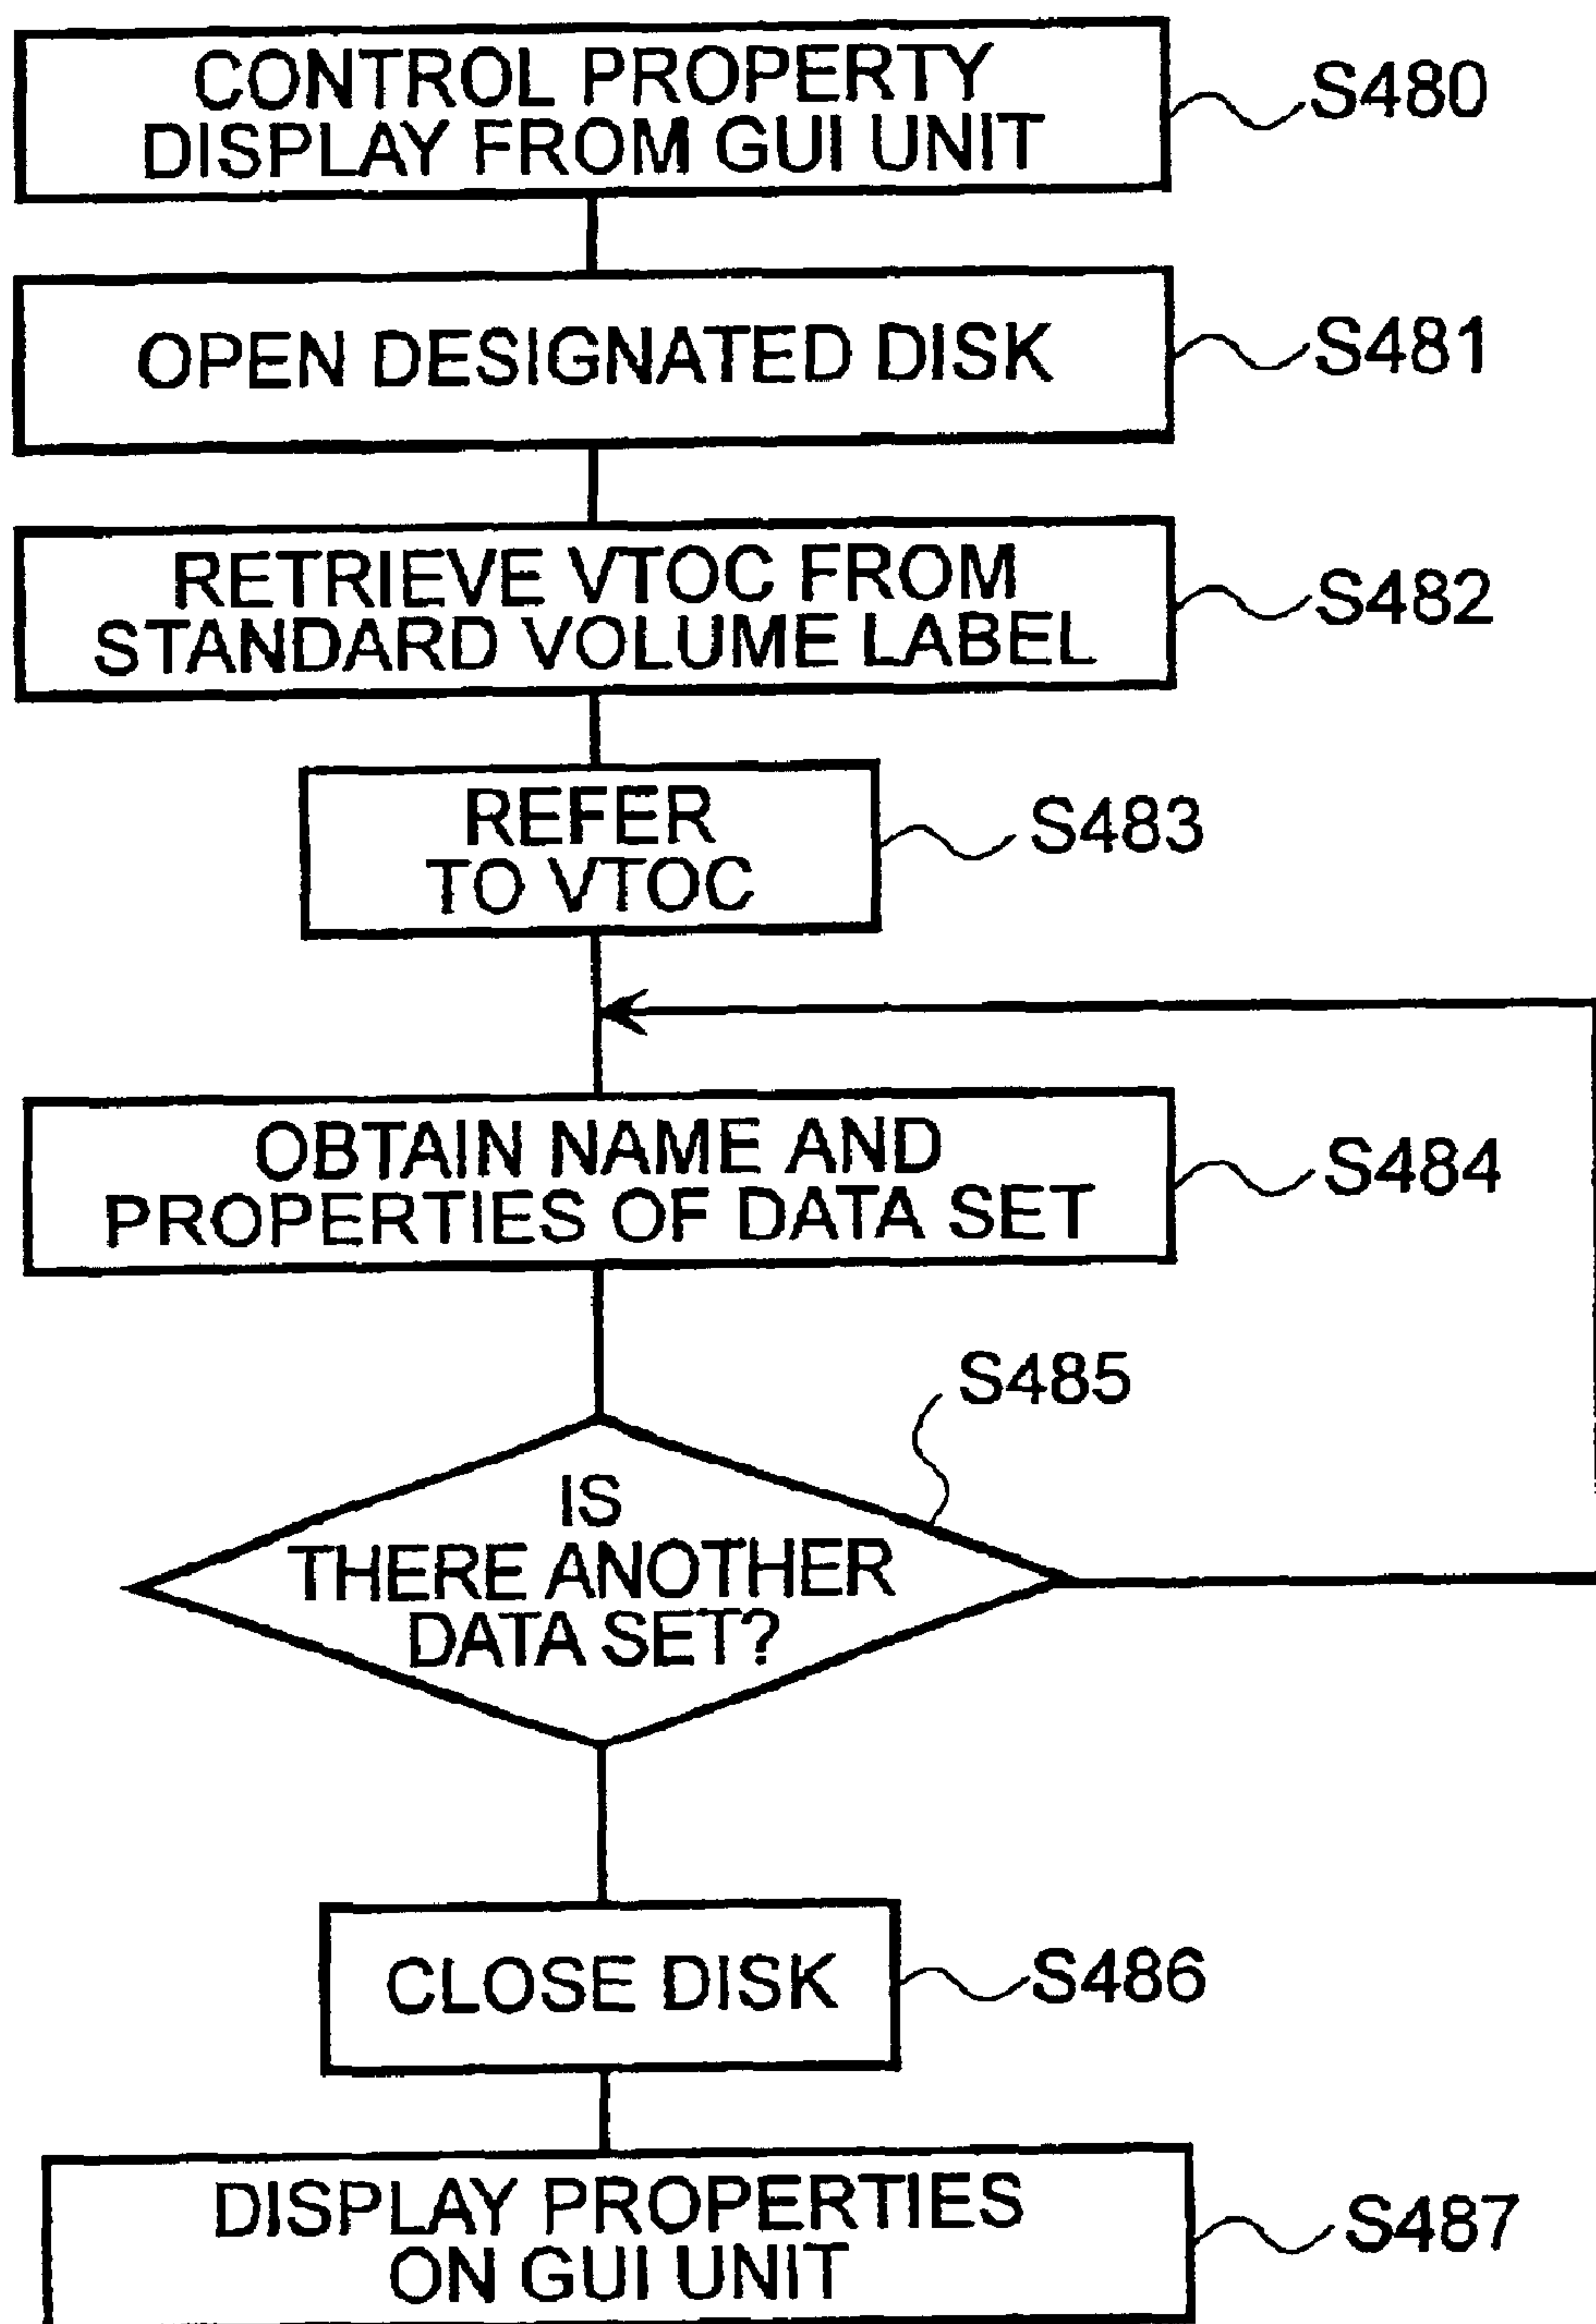 CONTROL PROPERTY
DISPLAY FROM GUI UNIT
S480
OPEN DESIGNATED DISK
S481
RETRIEVE VTOC FROM
STANDARD VOLUME LABEL
S482
REFER
TO VTOC
S483
OBTAIN NAME AND
PROPERTIES OF DATA SET
S484
S485
IS
THERE ANOTHER
DATA SET?
CLOSE DISK
S486
DISPLAY PROPERTIES
ON GUI UNIT
S487